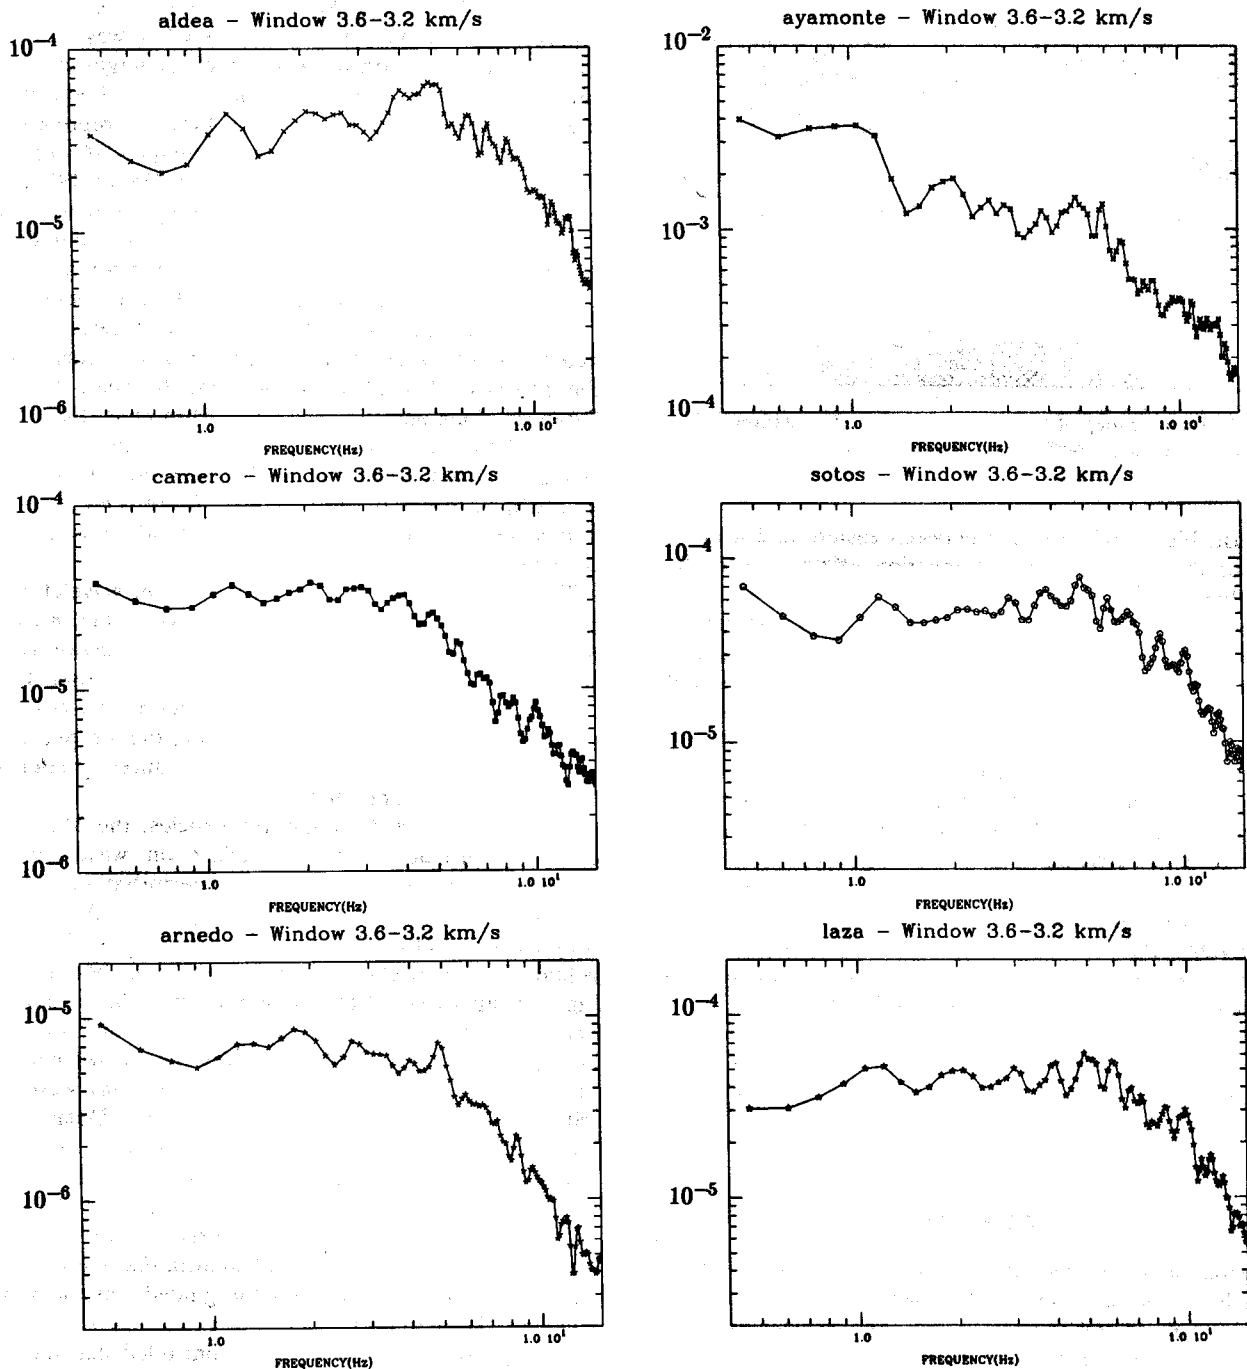 aldea – Window 3.6–3.2 km/s
10⁻⁴
10⁻⁵
10⁻⁶
1.0
1.0 10¹
FREQUENCY(Hz)
ayamonte – Window 3.6–3.2 km/s
10⁻²
10⁻³
10⁻⁴
1.0
1.0 10¹
FREQUENCY(Hz)
camero – Window 3.6–3.2 km/s
10⁻⁴
10⁻⁵
10⁻⁶
1.0
1.0 10¹
FREQUENCY(Hz)
sotos – Window 3.6–3.2 km/s
10⁻⁴
10⁻⁵
1.0
1.0 10¹
FREQUENCY(Hz)
arnedo – Window 3.6–3.2 km/s
10⁻⁵
10⁻⁶
1.0
1.0 10¹
FREQUENCY(Hz)
laza – Window 3.6–3.2 km/s
10⁻⁴
10⁻⁵
1.0
1.0 10¹
FREQUENCY(Hz)